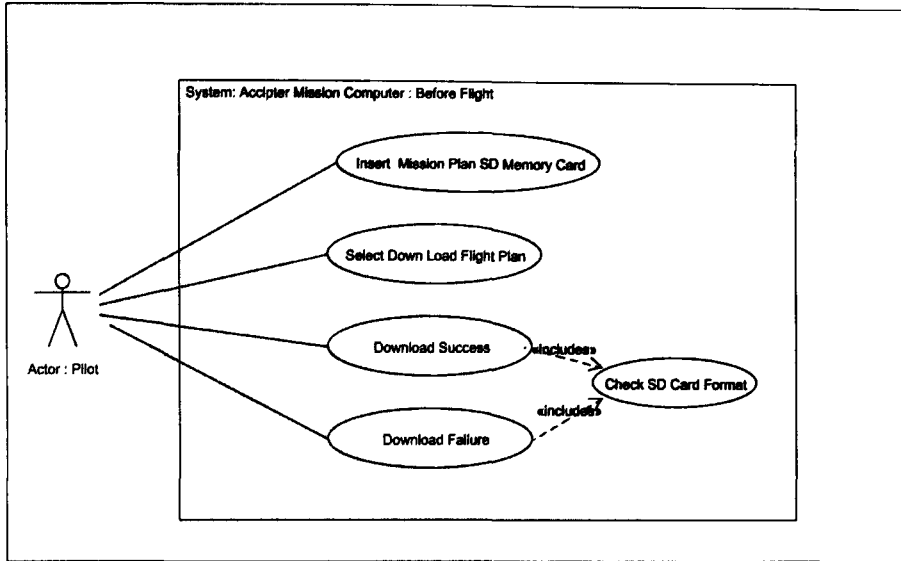 System: Accipter Mission Computer : Before Flight
Insert Mission Plan SD Memory Card
Select Down Load Flight Plan
Download Success
«includes»
Check SD Card Format
Actor : Pilot
«includes»
Download Failure